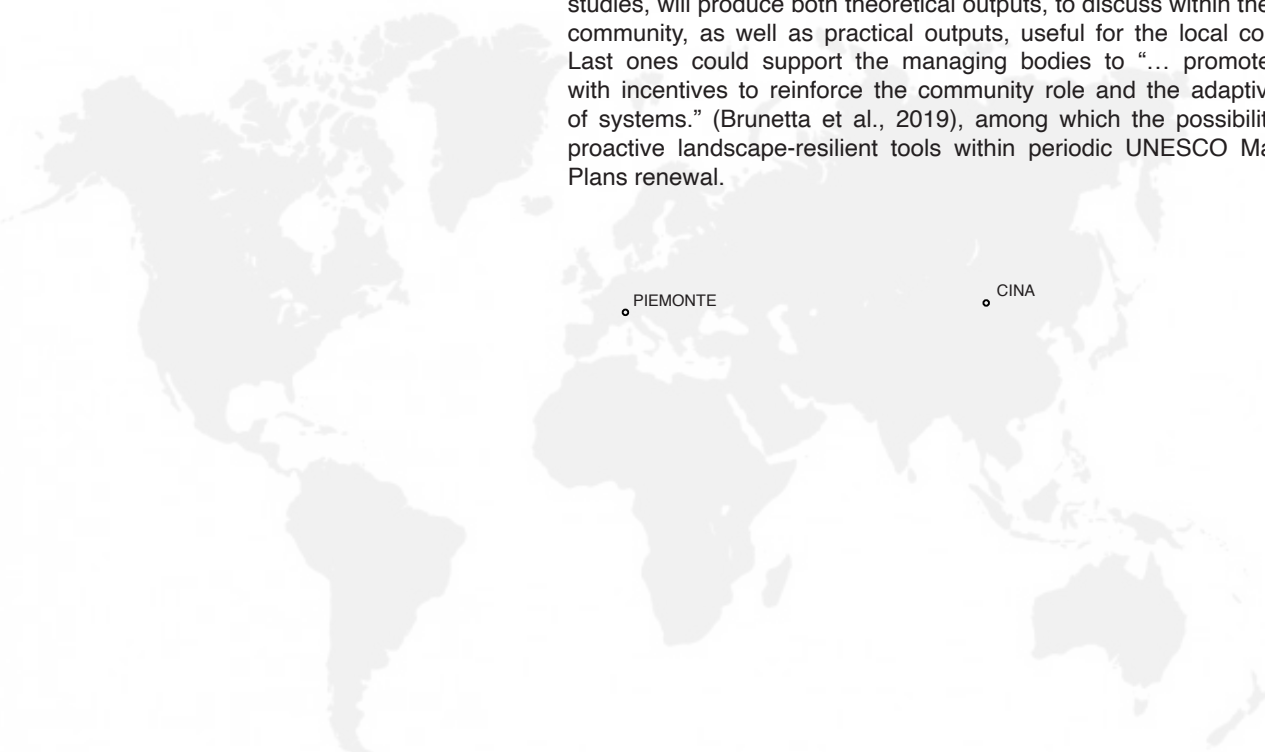 studies, will produce both theoretical outputs, to discuss within the
community, as well as practical outputs, useful for the local co
Last ones could support the managing bodies to “… promote
with incentives to reinforce the community role and the adaptiv
of systems.” (Brunetta et al., 2019), among which the possibilit
proactive landscape-resilient tools within periodic UNESCO Ma
Plans renewal.
PIEMONTE
CINA